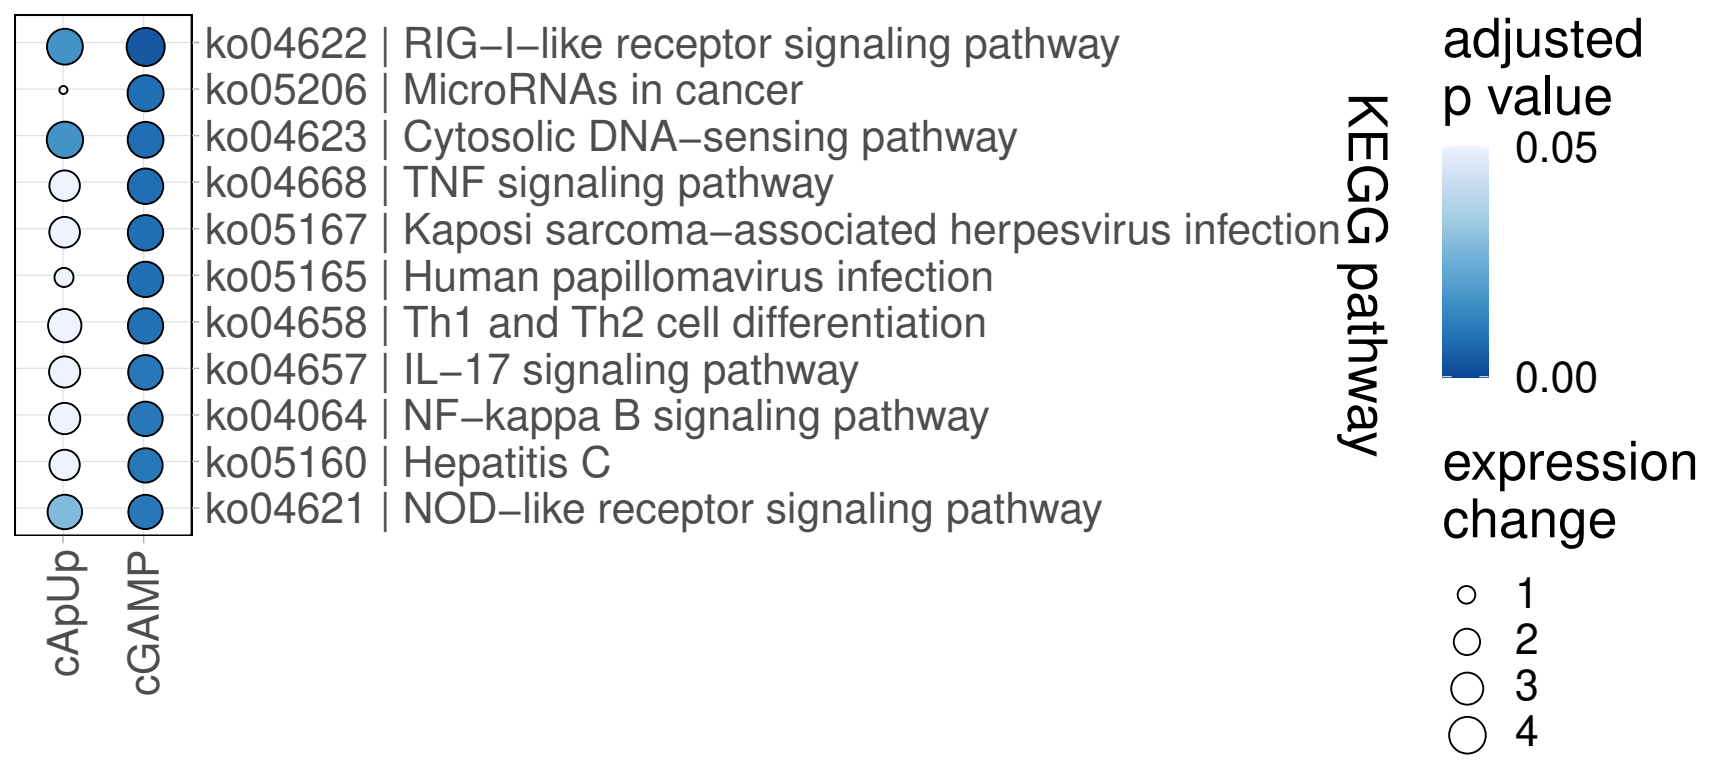 ko04622 | RIG−I−like receptor signaling pathway
ko05206 | MicroRNAs in cancer
ko04623 | Cytosolic DNA−sensing pathway
ko04668 | TNF signaling pathway
ko05167 | Kaposi sarcoma−associated herpesvirus infection
ko05165 | Human papillomavirus infection
ko04658 | Th1 and Th2 cell differentiation
ko04657 | IL−17 signaling pathway
ko04064 | NF−kappa B signaling pathway
ko05160 | Hepatitis C
ko04621 | NOD−like receptor signaling pathway
cApUp
cGAMP
KEGG pathway
adjusted
p value
0.05
0.00
expression
change
1
2
3
4